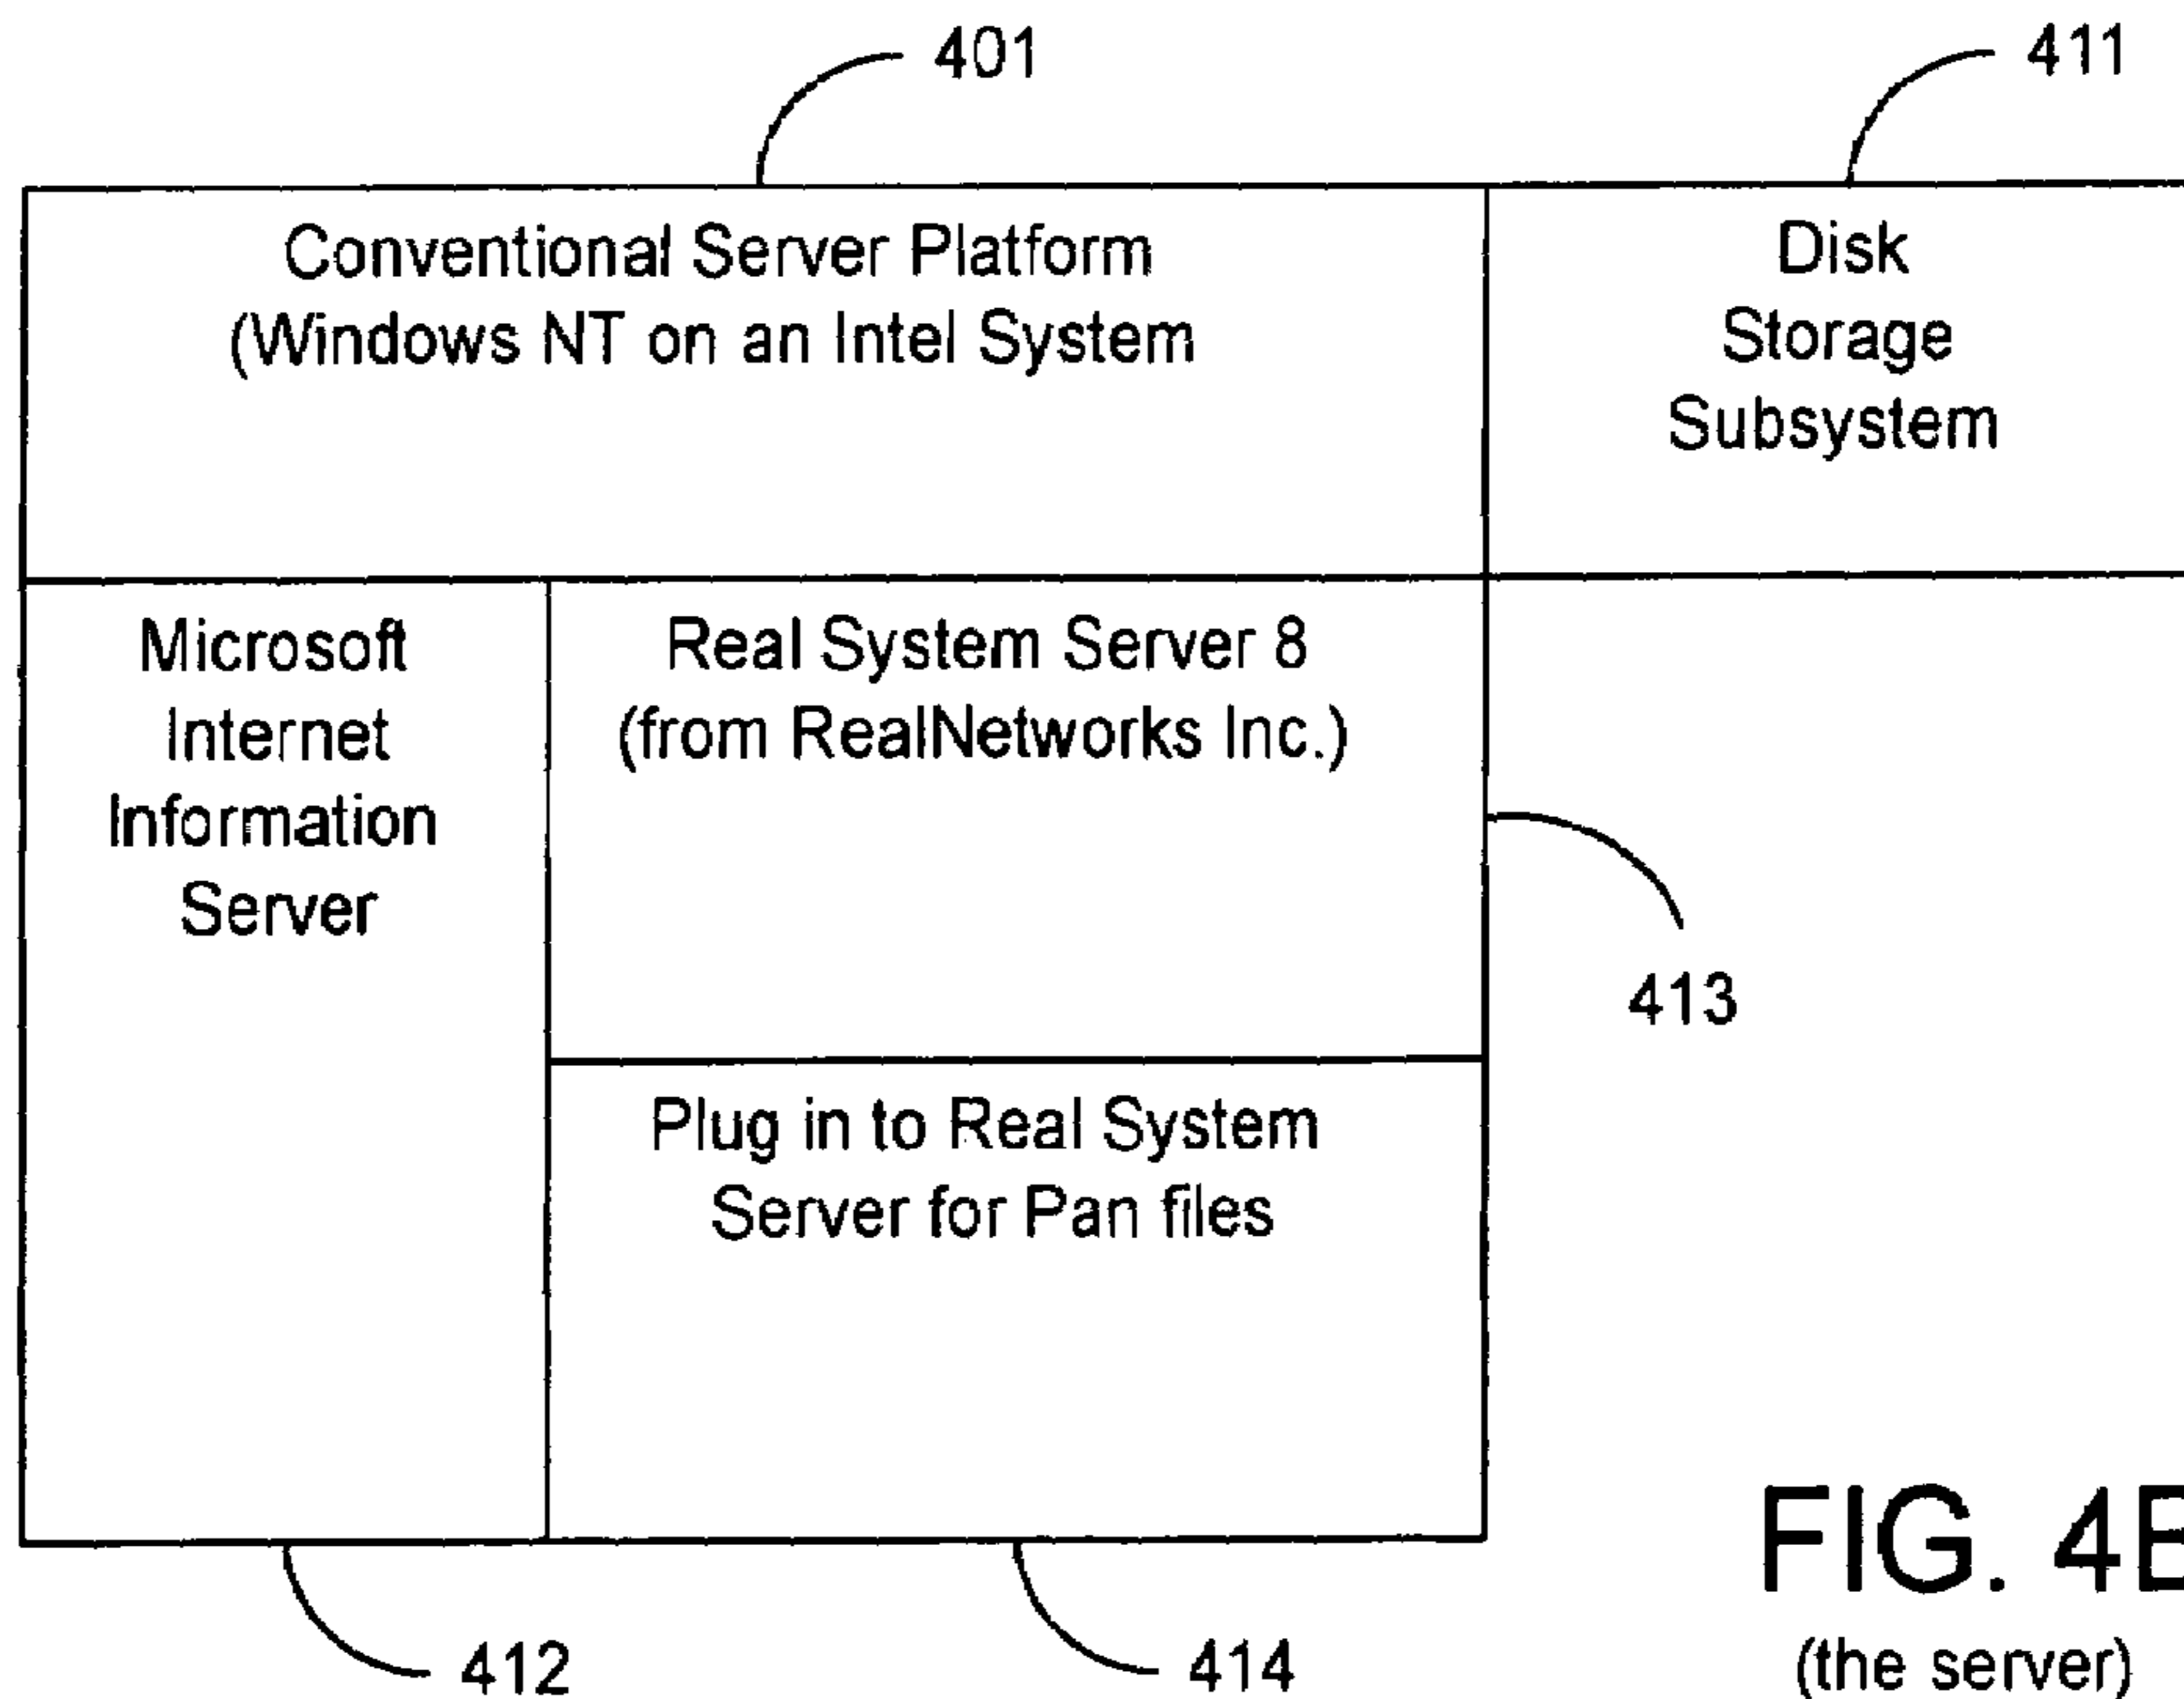 401
411
Conventional Server Platform
(Windows NT on an Intel System
Disk
Storage
Subsystem
Microsoft
Internet
Information
Server
Real System Server 8
(from RealNetworks Inc.)
413
Plug in to Real System
Server for Pan files
FIG. 4B
(the server)
412
414